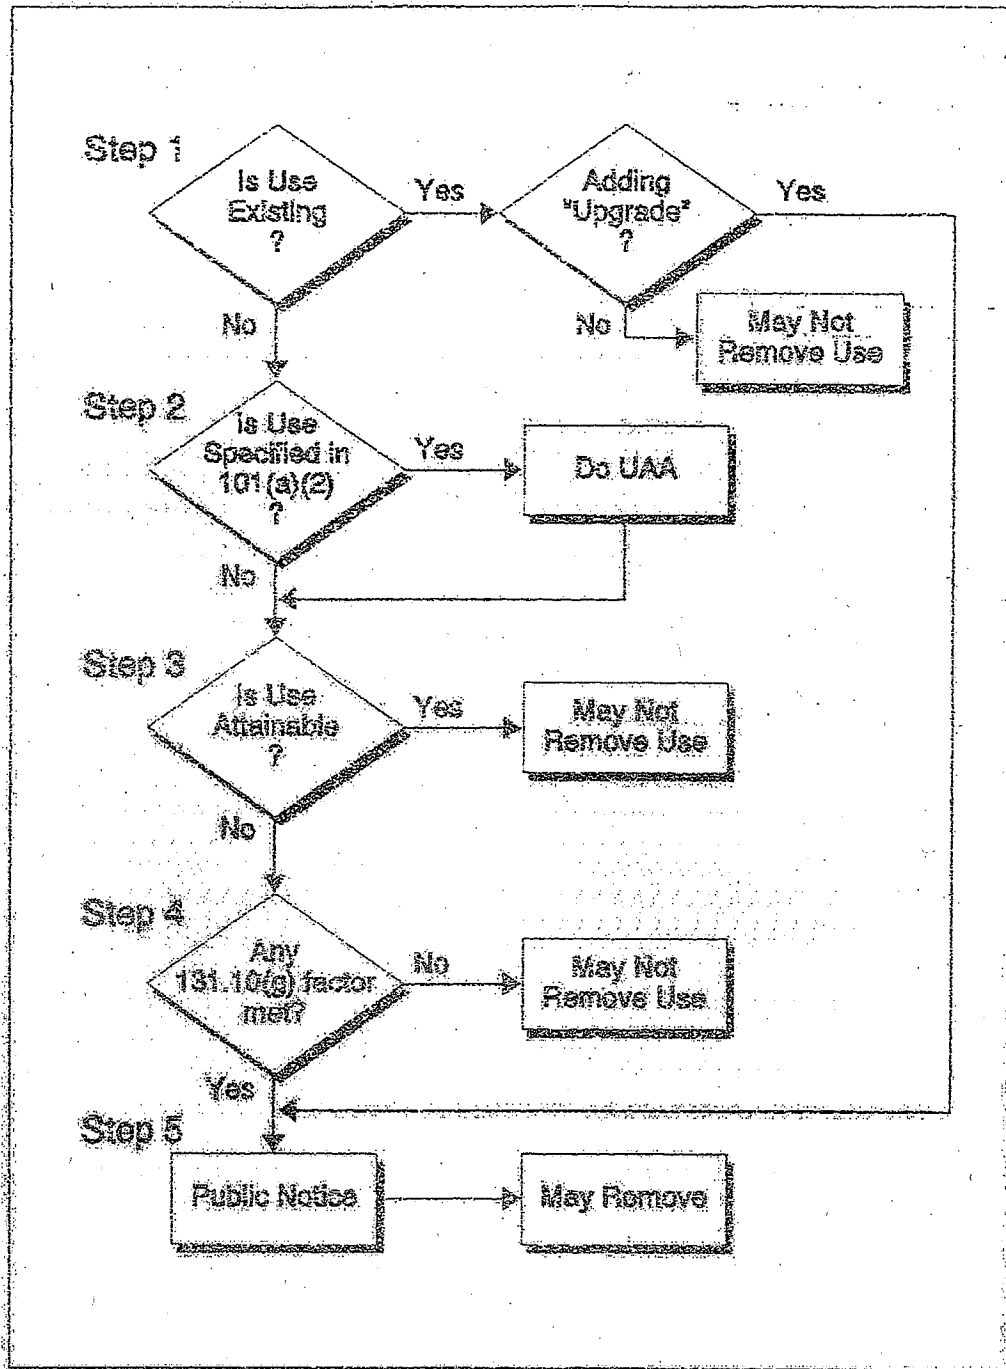 Step 1
Is Use
Existing
?
Yes
Adding
"Upgrade"
?
Yes
No
No
May Not
Remove Use
Step 2
Is Use
Specified in
101(a)(2)
?
Yes
Do UAA
No
Step 3
Is Use
Attainable
?
Yes
May Not
Remove Use
No
Step 4
Any
131.10(g) factor
met?
No
May Not
Remove Use
Yes
Step 5
Public Notice
May Remove